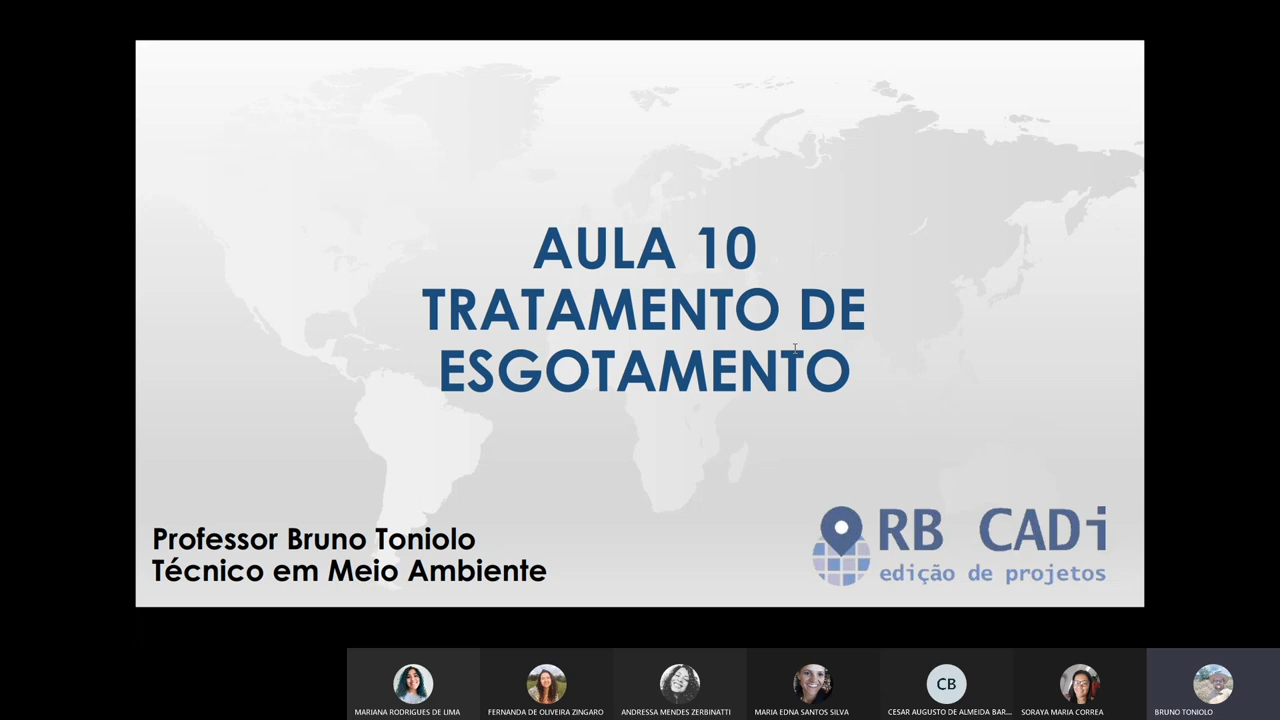 AULA 10
TRATAMENTO DE
ESGOTAMENTO
Professor Bruno Toniolo
Técnico em Meio Ambiente
RB CADi
edição de projetos
CB
MARIANA RODRIGUES DE LIMA
FERNANDA DE OLIVEIRA ZINGARO
ANDRESSA MENDES ZERBINATTI
MARIA EDNA SANTOS SILVA
CESAR AUGUSTO DE ALMEIDA BAR...
SORAYA MARIA CORREA
BRUNO TONIOLO